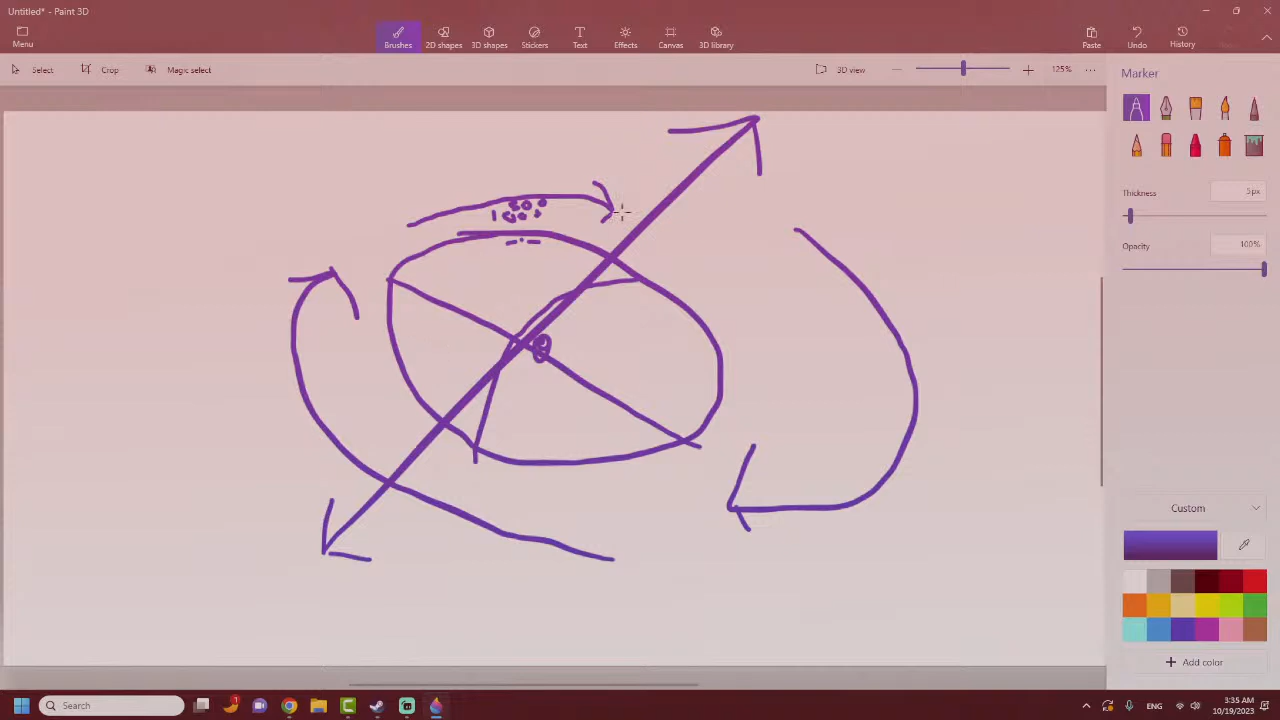 Untitled* - Paint 3D
Menu
Brushes
2D shapes
3D shapes
Stickers
Text
Effects
Canvas
3D library
Paste
Undo
History
Select
Crop
Magic select
3D view
125%
Marker
Thickness
5px
Opacity
100%
Custom
Add color
Search
ENG
3:35 AM
10/19/2023